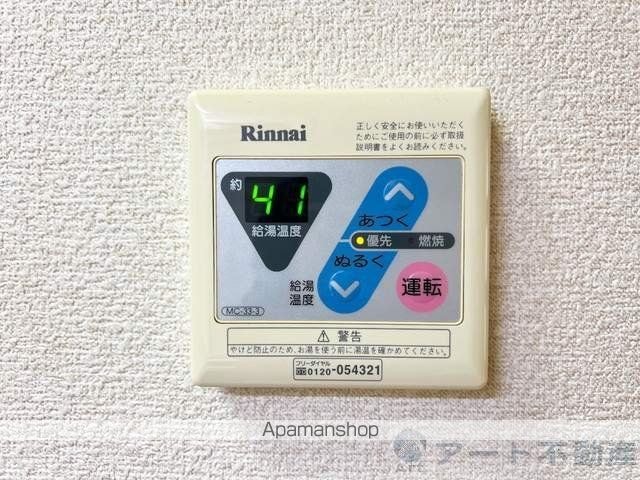 Rinnai
正しく安全にお使いいただく
ためにご使用の前に必ず取扱
説明書をよくお読みください。
約
41
給湯温度
あつく
優先 燃焼
ぬるく
給湯
温度
運転
MC-33-3
⚠ 警告
やけど防止のため、お湯を使う前に湯温を確かめてください。
フリーダイヤル
0120-054321
Apamanshop
アート不動産